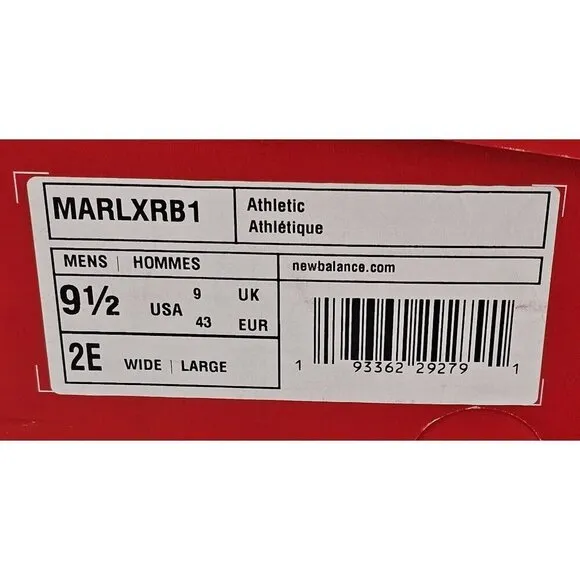 MARLXRB1
Athletic
Athlétique
MENS | HOMMES
newbalance.com
9½ USA 9 UK
43 EUR
2E WIDE | LARGE
1 93362 29279 1